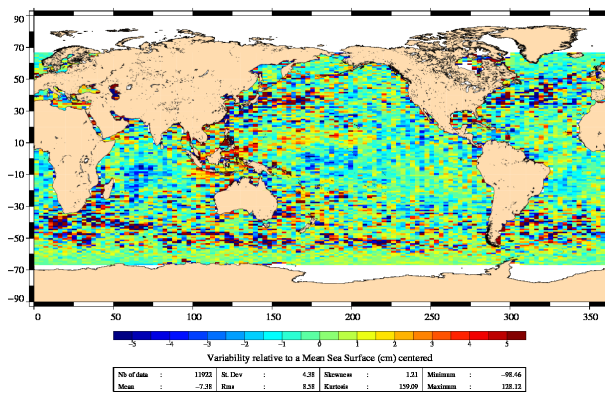 90
70
50
30
10
−10
−30
−50
−70
−90
0 50 100 150 200 250 300 350
−5 −4 −3 −2 −1 0 1 2 3 4 5
Variability relative to a Mean Sea Surface (cm) centered
Nb of data : 11922 St. Dev : 4.38 Skewness : 1.21 Minimum : −98.46
Mean : −7.38 Rms : 8.58 Kurtosis : 159.09 Maximum : 128.12